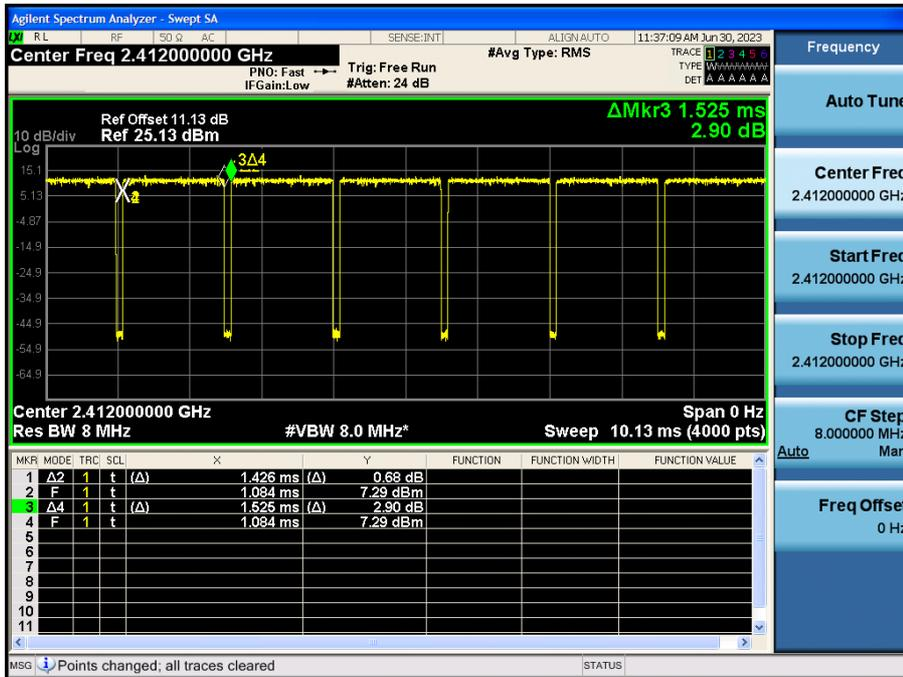 Agilent Spectrum Analyzer - Swept SA
LXI RL RF 50 Ω AC SENSE:INT ALIGN AUTO 11:37:09 AM Jun 30, 2023
Center Freq 2.412000000 GHz #Avg Type: RMS TRACE 1 2 3 4 5 6
PNO: Fast Trig: Free Run TYPE WWWWWW
IFGain:Low #Atten: 24 dB DET A A A A A A
Frequency
ΔMkr3 1.525 ms
Ref Offset 11.13 dB
10 dB/div Ref 25.13 dBm 2.90 dB
Log
3Δ4
15.1
5.13
-4.87
-14.9
-24.9
-34.9
-44.9
-54.9
-64.9
Center 2.412000000 GHz Span 0 Hz
Res BW 8 MHz #VBW 8.0 MHz* Sweep 10.13 ms (4000 pts)
MKR MODE TRC SCL X Y FUNCTION FUNCTION WIDTH FUNCTION VALUE
1 Δ2 1 t (Δ) 1.426 ms (Δ) 0.68 dB
2 F 1 t 1.084 ms 7.29 dBm
3 Δ4 1 t (Δ) 1.525 ms (Δ) 2.90 dB
4 F 1 t 1.084 ms 7.29 dBm
5
6
7
8
9
10
11
Auto Tune
Center Freq
2.412000000 GHz
Start Freq
2.412000000 GHz
Stop Freq
2.412000000 GHz
CF Step
8.000000 MHz
Auto Man
Freq Offset
0 Hz
MSG Points changed; all traces cleared STATUS